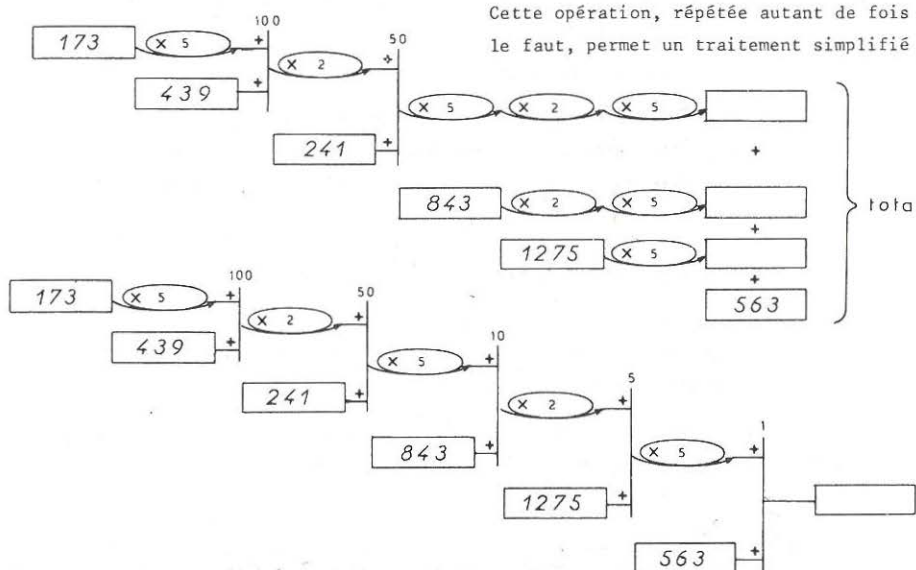 Cette opération, répétée autant de fois
le faut, permet un traitement simplifié
100
173 × 5 +
50
439 + × 2 +
241 + × 5 × 2 × 5
+
843 × 2 × 5
+
1275 × 5
+
563
tota
100
173 × 5 +
50
439 + × 2 +
10
241 + × 5 +
5
843 + × 2 +
1
1275 + × 5 +
563 +